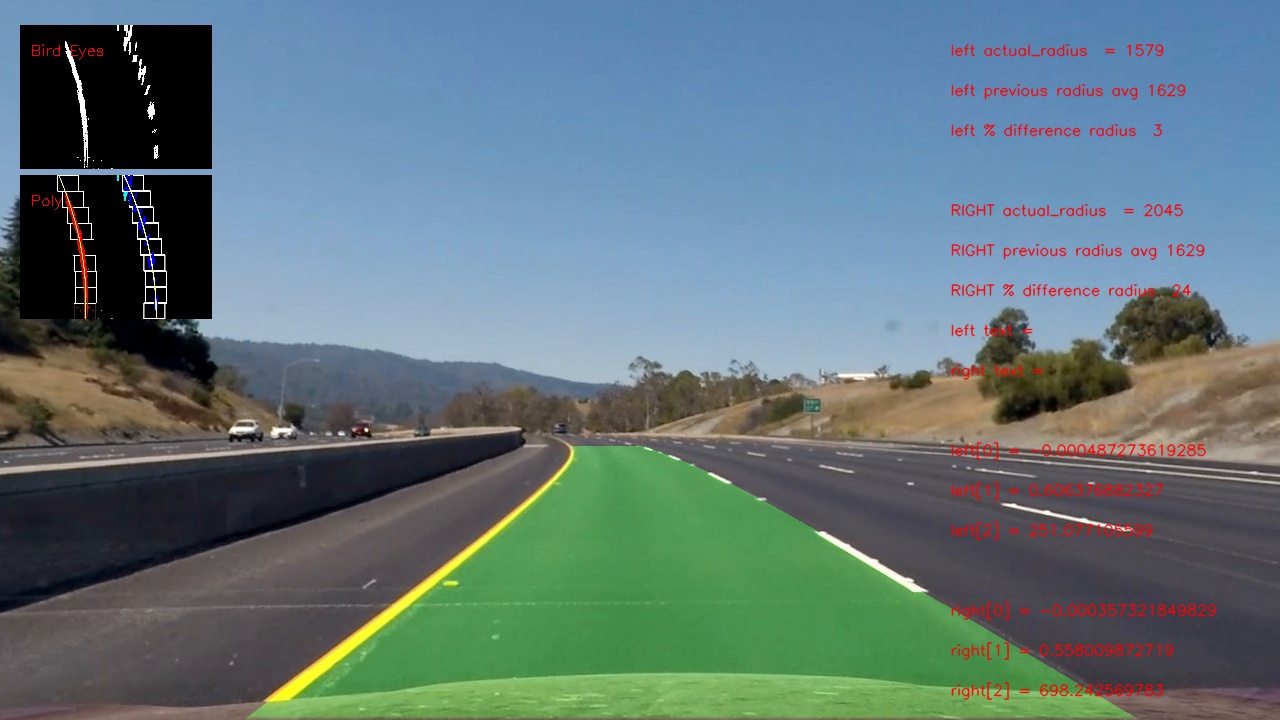 Bird Eyes
Poly
left actual_radius = 1579
left previous radius avg 1629
left % difference radius 3
RIGHT actual_radius = 2045
RIGHT previous radius avg 1629
RIGHT % difference radius 24
left text =
right text =
left[0] = -0.000487273619285
left[1] = 0.606376882327
left[2] = 251.077105599
right[0] = -0.000357321849829
right[1] = 0.558009872719
right[2] = 698.242569783